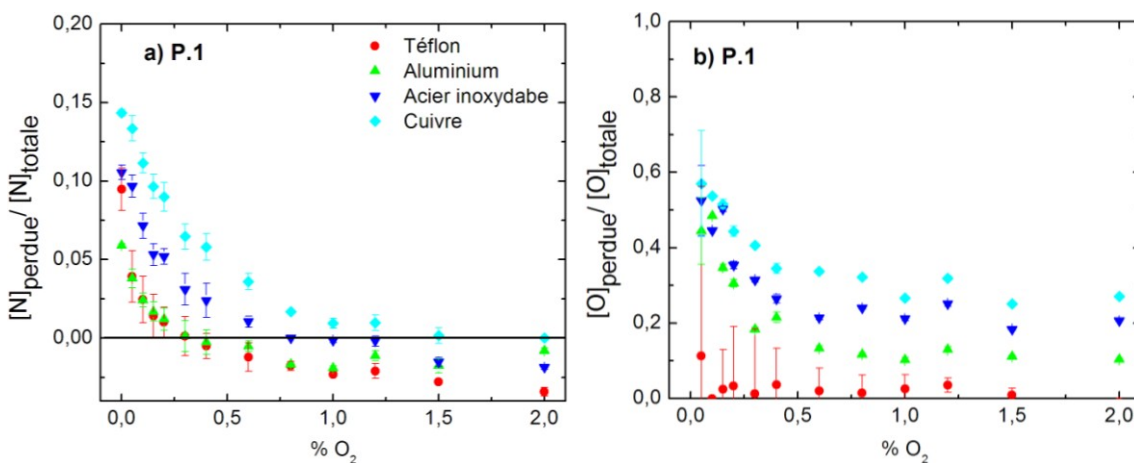 a) P.1
Téflon
Aluminium
Acier inoxydabe
Cuivre
[N]perdue/ [N]totale
0,20
0,15
0,10
0,05
0,00
0,0 0,5 1,0 1,5 2,0
% O2
b) P.1
[O]perdue/ [O]totale
1,0
0,8
0,6
0,4
0,2
0,0
0,0 0,5 1,0 1,5 2,0
% O2